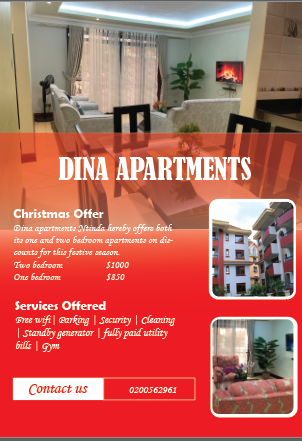 DINA APARTMENTS
Christmas Offer
Dina apartments Ntinda hereby offers both
its one and two bedroom apartments on dis-
counts for this festive season.
Two bedroom $1000
One bedroom $850
Services Offered
Free wifi| Parking | Security | Cleaning
| Standby generator | fully paid utility
bills | Gym
Contact us 0200562961